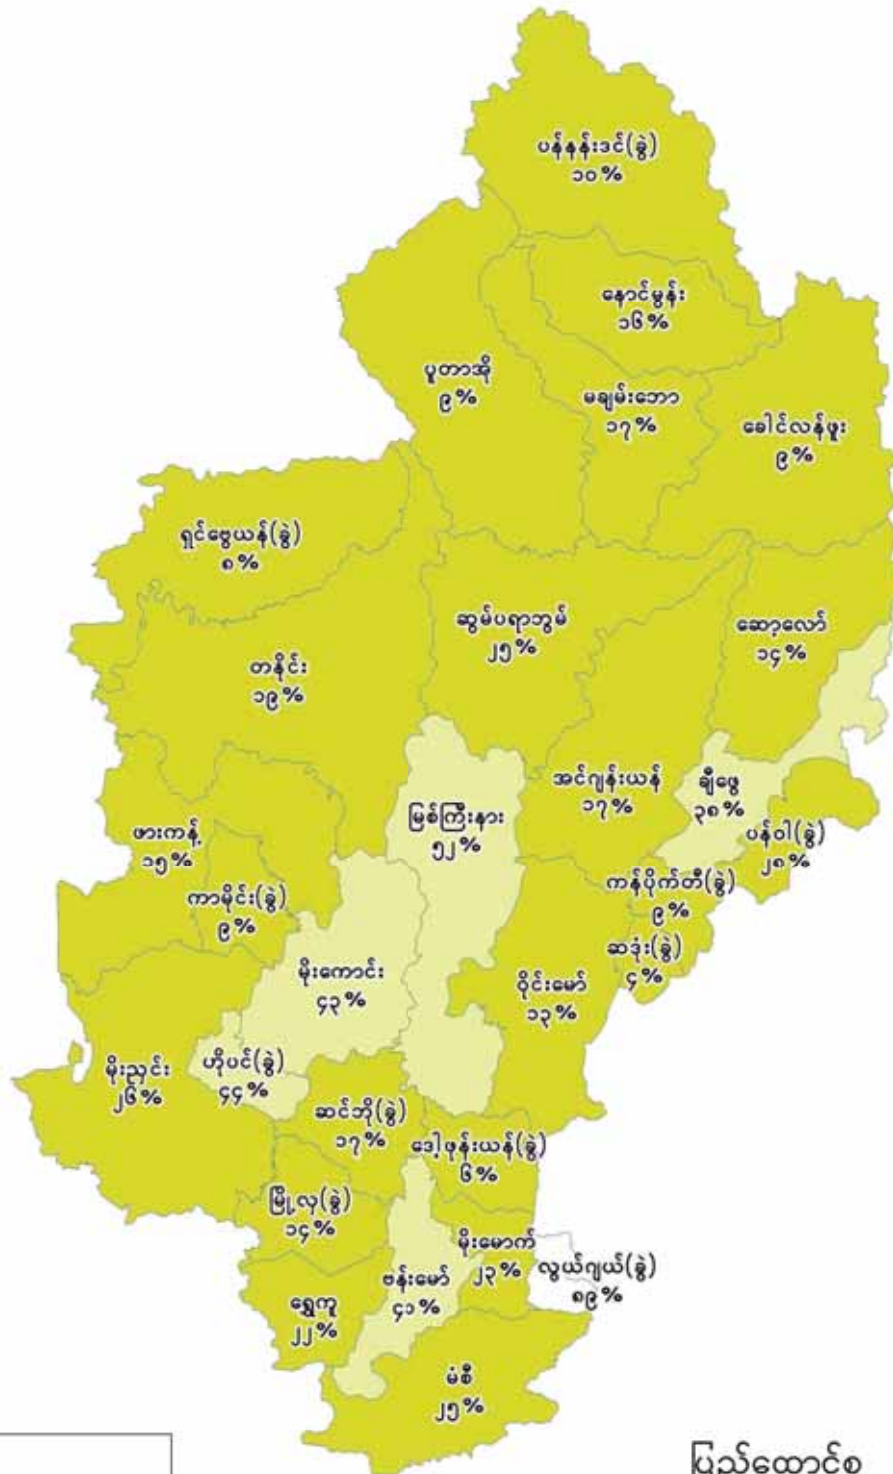 ပန်နန်းဒင်(ခွဲ)
၁၀%
နောင်မွန်း
၁၆%
ပူတာအို
၉%
မချမ်းဘော
၁၇%
ခေါင်လန်ဖူး
၉%
ရှင်ဗွေယန်(ခွဲ)
၈%
ဆွမ်ပရာဘွမ်
၂၅%
ဆော့လော်
၁၄%
တနိုင်း
၁၉%
အင်ဂျန်းယန်
၁၇%
ချီဖွေ
၃၈%
မြစ်ကြီးနား
၅၂%
ဖားကန့်
၁၅%
ပန်ဝါ(ခွဲ)
၂၈%
ကာမိုင်း(ခွဲ)
၉%
ကန်ပိုက်တီ(ခွဲ)
၉%
ဆဒုံး(ခွဲ)
၄%
မိုးကောင်း
၄၃%
ဝိုင်းမော်
၁၃%
မိုးညှင်း
၂၆%
ဟိုပင်(ခွဲ)
၄၄%
ဆင်ဘို(ခွဲ)
၁၇%
ဒေါ့ဖုန်းယန်(ခွဲ)
၆%
မြို့လှ(ခွဲ)
၁၄%
မိုးမောက်
၂၃%
လွယ်ဂျယ်(ခွဲ)
၈၉%
ဗန်းမော်
၄၁%
ရွှေကူ
၂၂%
မံစီ
၂၅%
ပြည်ထောင်စု